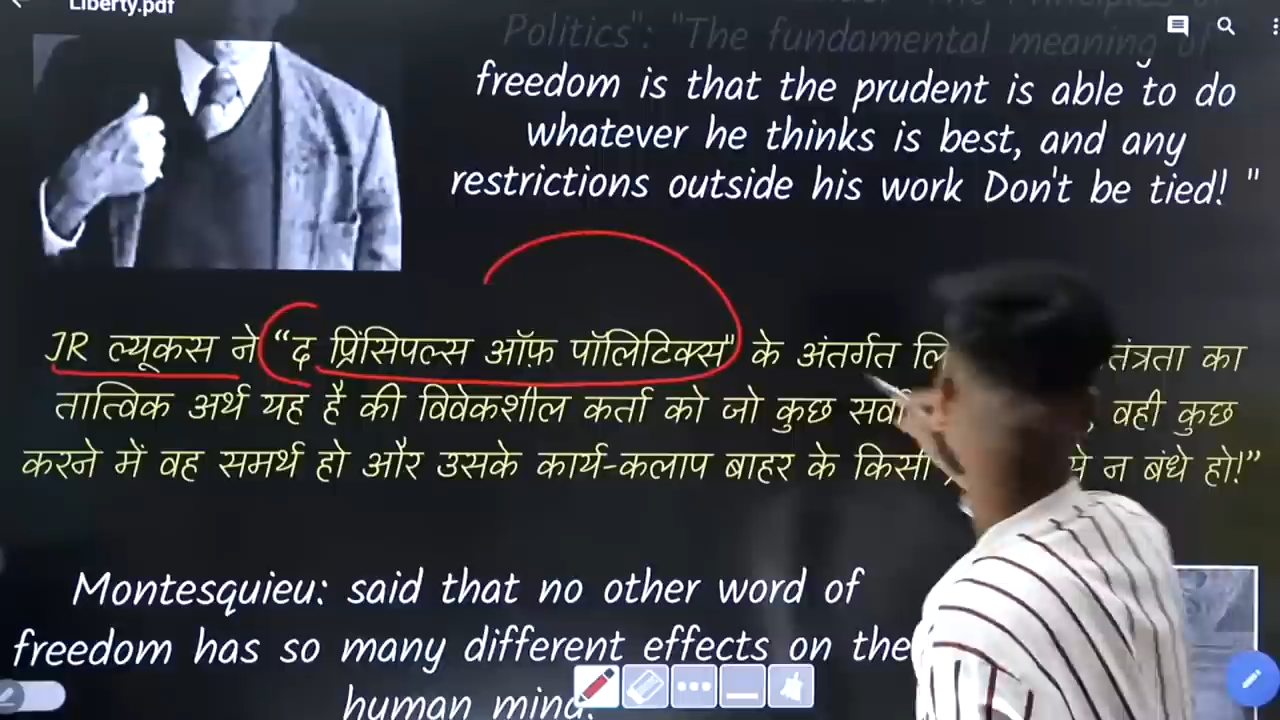 Liberty.pdf
Politics": "The fundamental meaning of
freedom is that the prudent is able to do
whatever he thinks is best, and any
restrictions outside his work Don't be tied! "
JR ल्यूकस ने “द प्रिंसिपल्स ऑफ़ पॉलिटिक्स" के अंतर्गत
तात्विक अर्थ यह है की विवेकशील कर्ता को जो कुछ वही कुछ
करने में वह समर्थ हो और उसके कार्य-कलाप बाहर के किसी न बंधे हो!”
Montesquieu: said that no other word of
freedom has so many different effects on the
human mind.